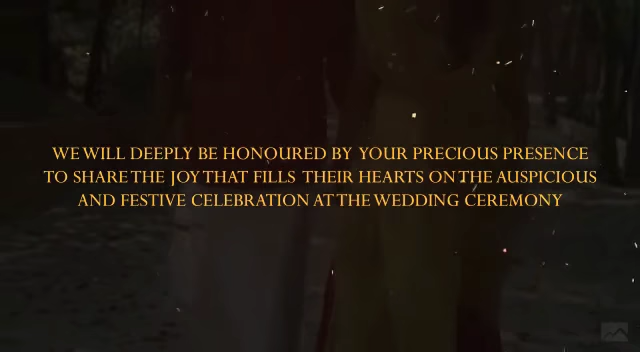 WE WILL DEEPLY BE HONOURED BY YOUR PRECIOUS PRESENCE
TO SHARE THE JOY THAT FILLS THEIR HEARTS ON THE AUSPICIOUS
AND FESTIVE CELEBRATION AT THE WEDDING CEREMONY